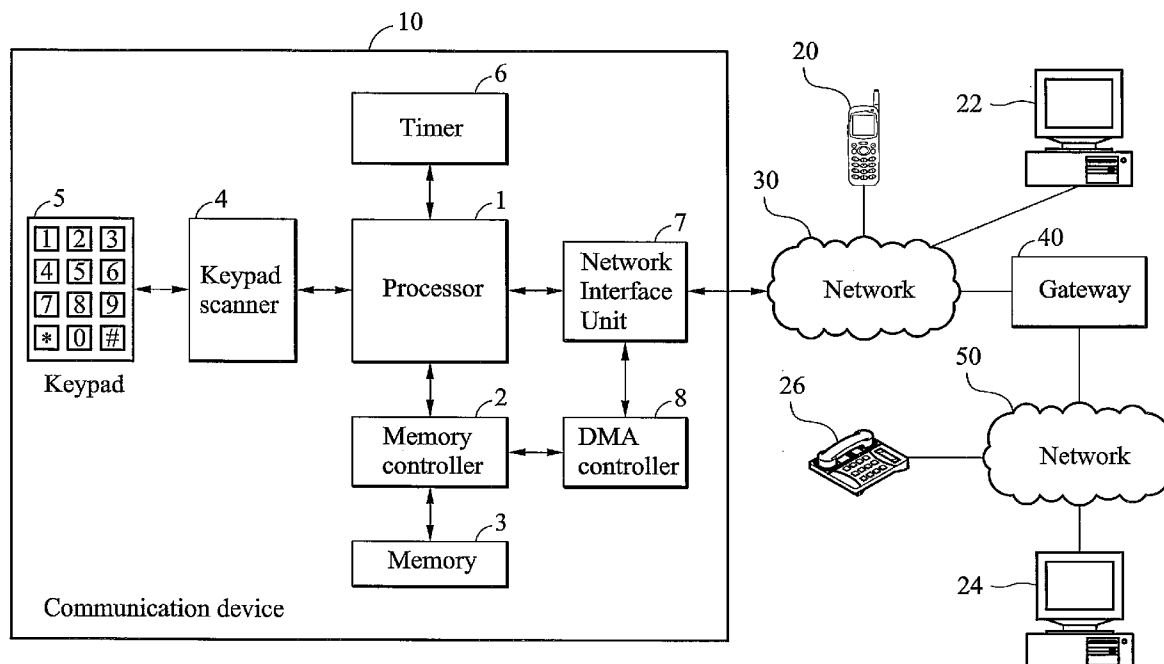 10
6
Timer
5
1 2 3
4 5 6
7 8 9
* 0 #
Keypad
4
Keypad
scanner
1
Processor
7
Network
Interface
Unit
2
Memory
controller
8
DMA
controller
3
Memory
Communication device
20
22
30
Network
40
Gateway
26
50
Network
24